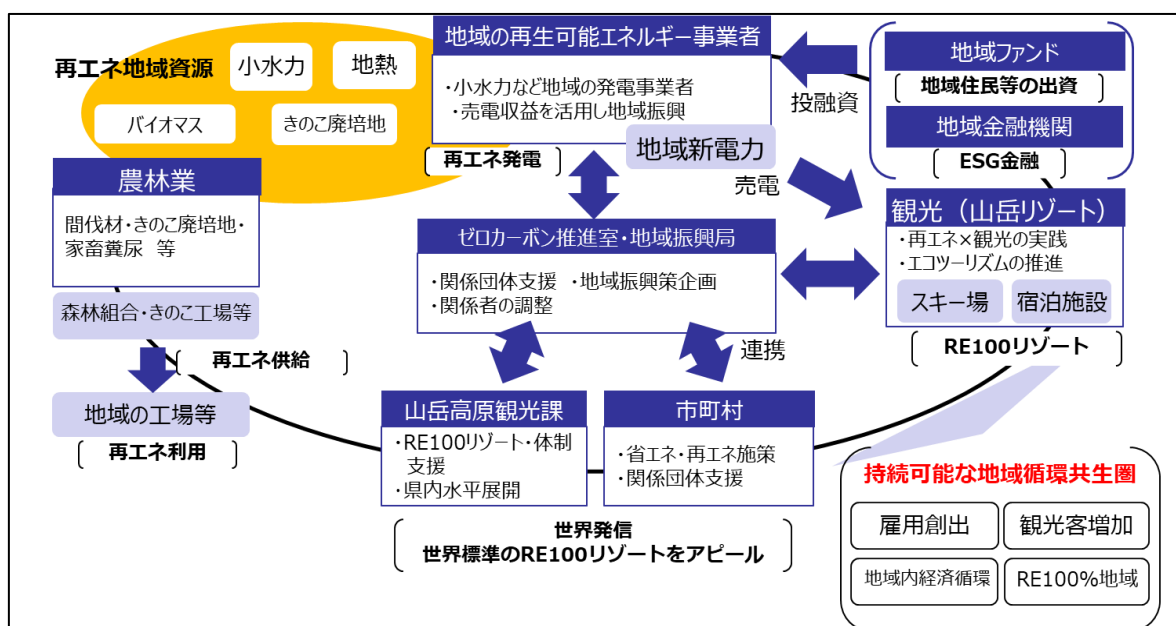 再エネ地域資源
小水力
地熱
バイオマス
きのこ廃培地
地域の再生可能エネルギー事業者
・小水力など地域の発電事業者
・売電収益を活用し地域振興
地域新電力
再エネ発電
投融資
地域ファンド
地域住民等の出資
地域金融機関
ESG金融
売電
農林業
間伐材・きのこ廃培地・
家畜糞尿 等
森林組合・きのこ工場等
再エネ供給
地域の工場等
再エネ利用
ゼロカーボン推進室・地域振興局
・関係団体支援 ・地域振興策企画
・関係者の調整
観光（山岳リゾート）
・再エネ×観光の実践
・エコツーリズムの推進
スキー場
宿泊施設
RE100リゾート
連携
山岳高原観光課
・RE100リゾート・体制
支援
・県内水平展開
市町村
・省エネ・再エネ施策
・関係団体支援
世界発信
世界標準のRE100リゾートをアピール
持続可能な地域循環共生圏
雇用創出
観光客増加
地域内経済循環
RE100%地域